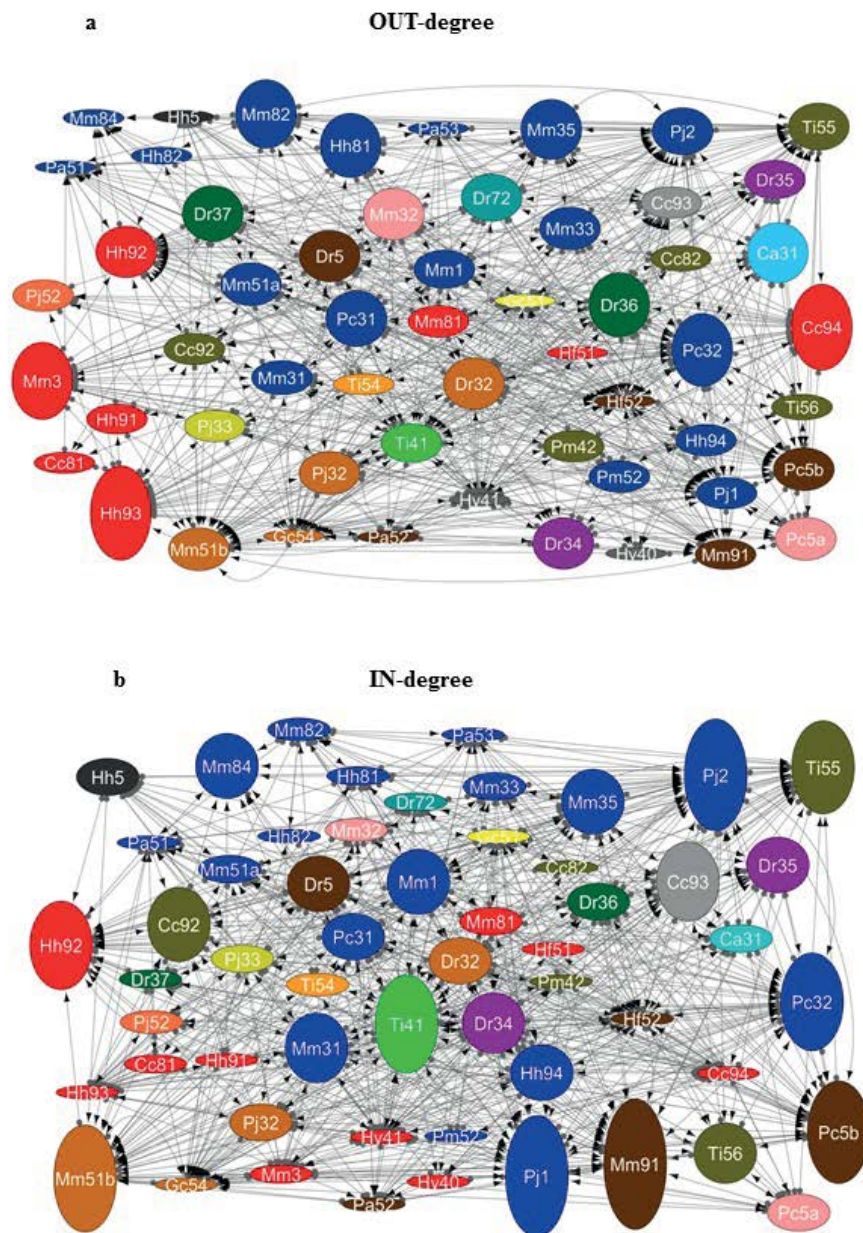 a OUT-degree
Mm84 Hh5 Mm82 Pa53 Mm35 Pj2 Ti55
Pa51 Hh82 Hh81
Dr37 Mm32 Dr72 Mm33 Cc93 Dr35
Hh92 Dr5 Cc82 Ca31
Pj52 Mm51a Mm1 Dr36
Pc31 Mm81 Cc94
Cc92 Hf51 Pc32
Mm3 Mm31 Ti54 Dr32
Hh91 Hf52 Ti56
Pj33 Ti41 Pm42 Hh94
Cc81 Pj32 Pm52 Pc5b
Hh93 Hy41 Pj1
Mm51b Gc54 Pa52 Dr34 Hy40 Mm91 Pc5a
b IN-degree
Mm82 Pa53
Hh5 Mm84 Hh81 Mm33 Mm35 Pj2 Ti55
Dr72
Pa51 Hh82 Mm32
Mm51a Dr5 Mm1 Cc82 Cc93 Dr35
Cc92 Dr36
Hh92 Pc31 Mm81 Ca31
Pj33 Dr32 Hf51
Dr37 Ti54 Pm42
Pj52 Ti41 Dr34 Hf52 Pc32
Mm31
Cc81 Hh91 Hh94 Cc94
Hh93
Pj32 Hy41 Pm52 Pc5b
Mm51b Gc54 Mm3 Hy40 Pj1 Mm91 Ti56
Pa52 Pc5a